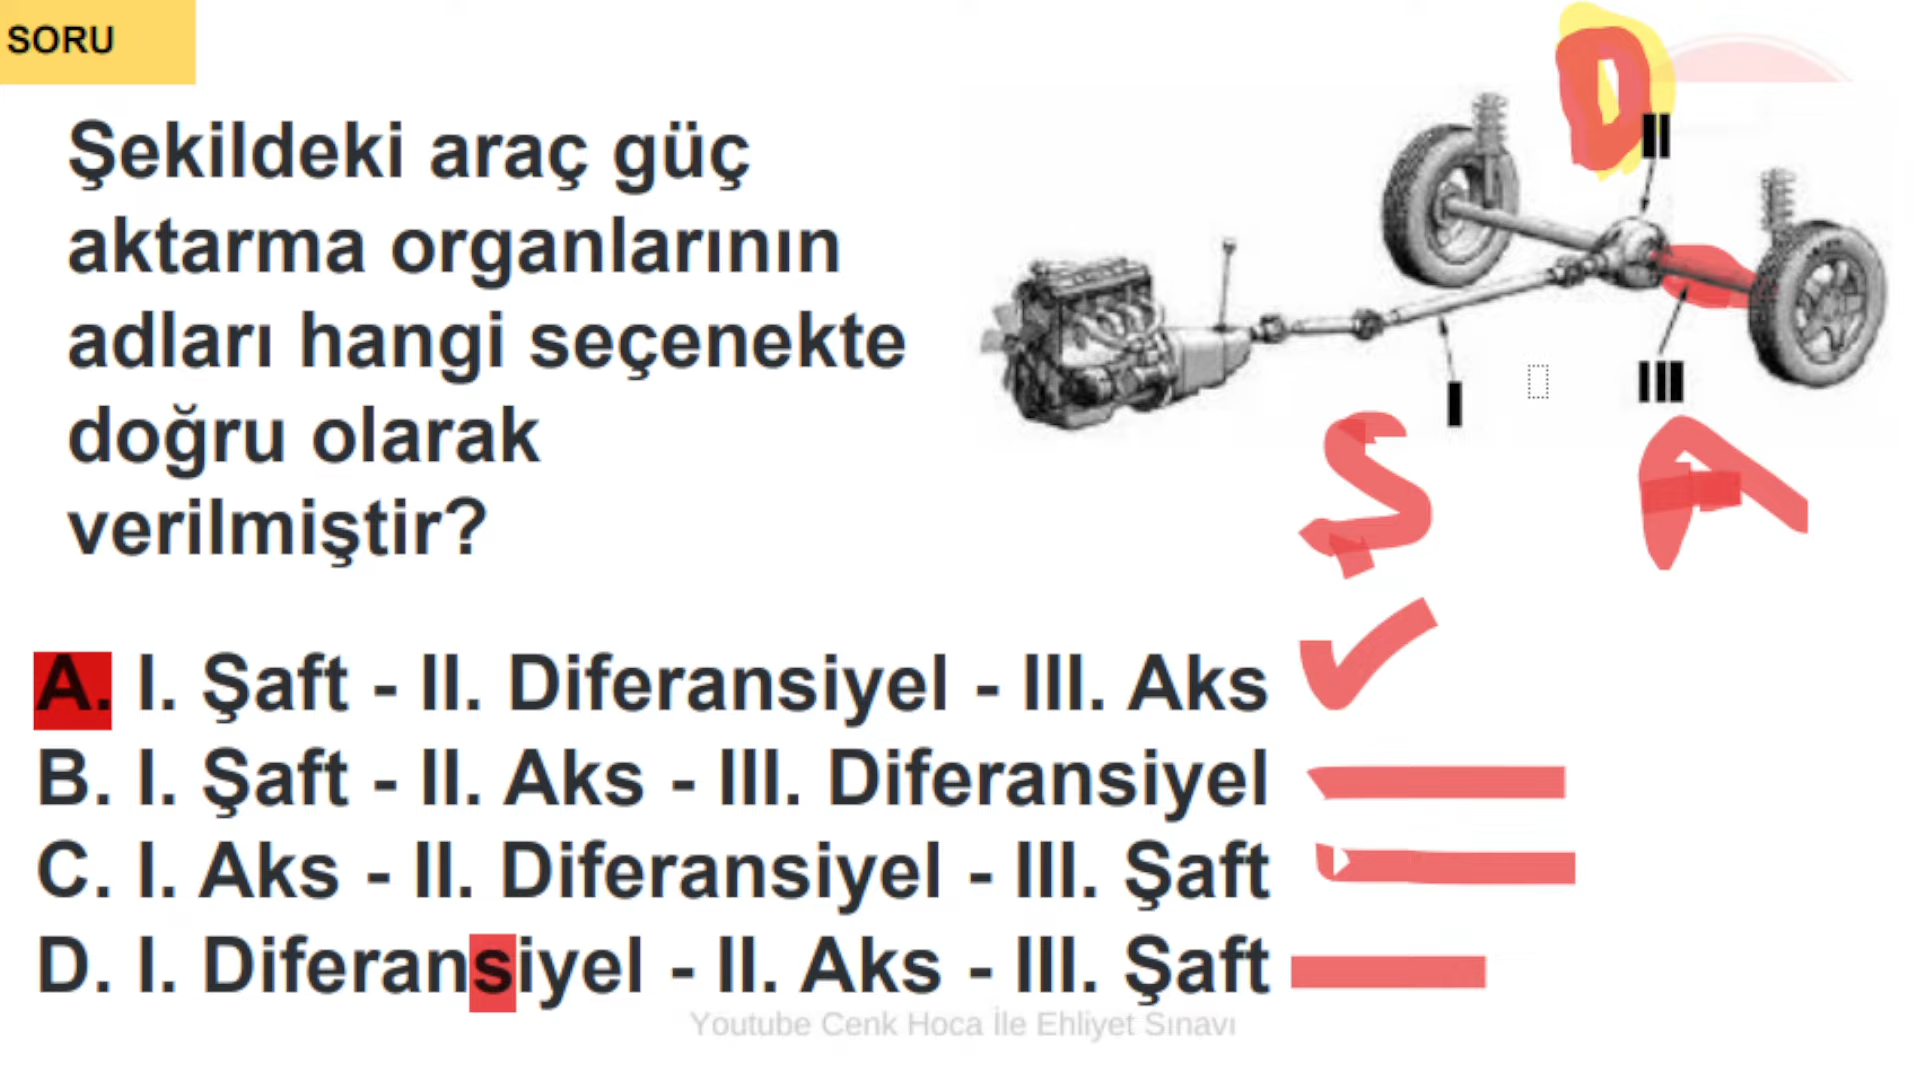 SORU
Şekildeki araç güç
aktarma organlarının
adları hangi seçenekte
doğru olarak
verilmiştir?
D
II
I
III
Ş
A
A. I. Şaft - II. Diferansiyel - III. Aks
B. I. Şaft - II. Aks - III. Diferansiyel
C. I. Aks - II. Diferansiyel - III. Şaft
D. I. Diferansiyel - II. Aks - III. Şaft
Youtube Cenk Hoca İle Ehliyet Sınavı